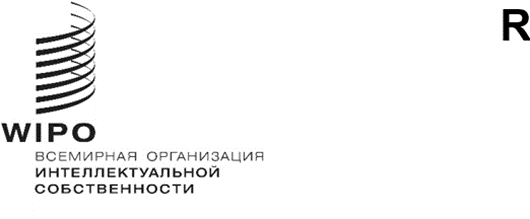 R
WIPO
ВСЕМИРНАЯ ОРГАНИЗАЦИЯ
ИНТЕЛЛЕКТУАЛЬНОЙ
СОБСТВЕННОСТИ